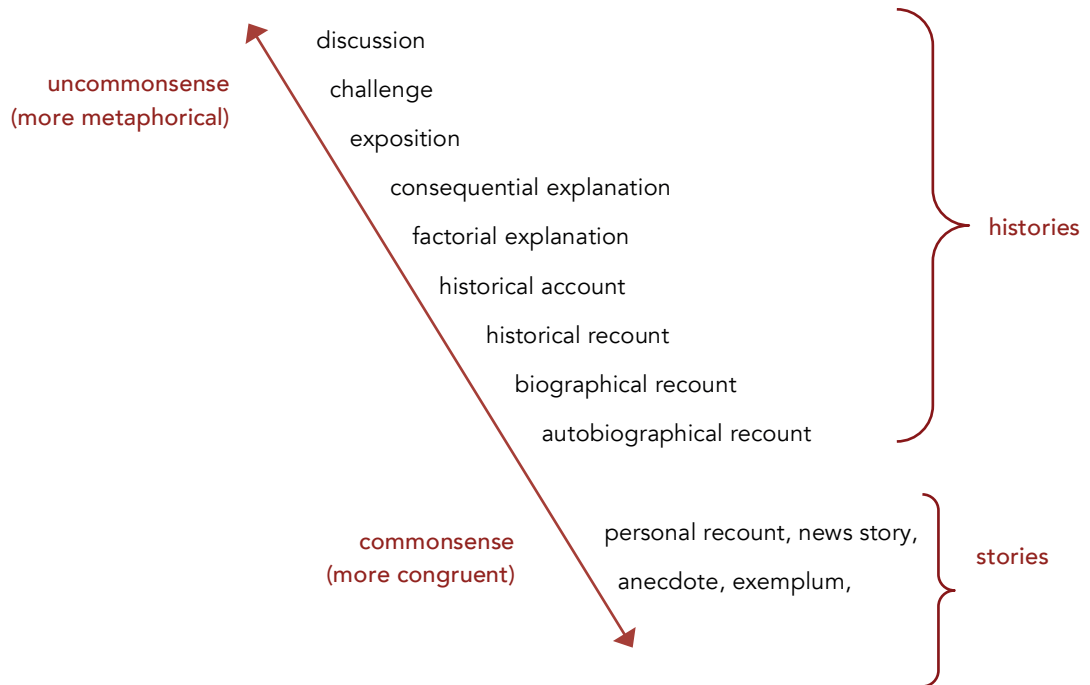 discussion
uncommonsense
(more metaphorical)
challenge
exposition
consequential explanation
factorial explanation
histories
historical account
historical recount
biographical recount
autobiographical recount
commonsense
(more congruent)
personal recount, news story,
anecdote, exemplum,
stories